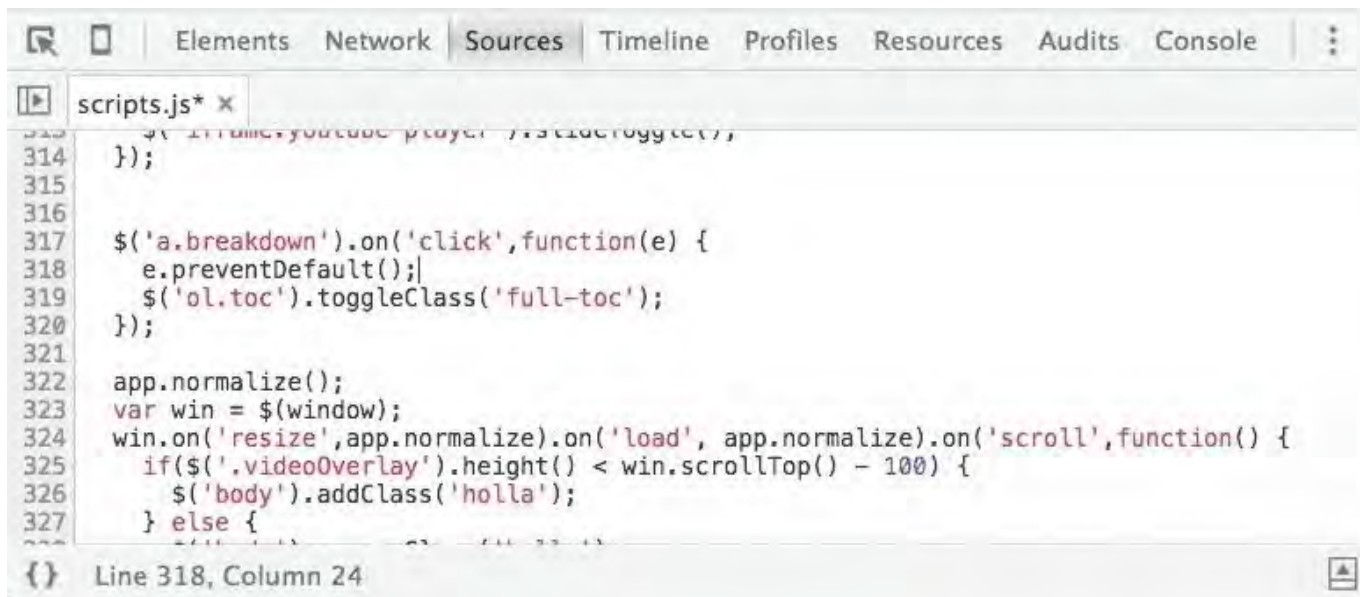 Elements Network Sources Timeline Profiles Resources Audits Console
scripts.js* ×
314 });
315
316
317 $('a.breakdown').on('click',function(e) {
318 e.preventDefault();
319 $('ol.toc').toggleClass('full-toc');
320 });
321
322 app.normalize();
323 var win = $(window);
324 win.on('resize',app.normalize).on('load', app.normalize).on('scroll',function() {
325 if($('.videoOverlay').height() < win.scrollTop() - 100) {
326 $('body').addClass('holla');
327 } else {
{} Line 318, Column 24